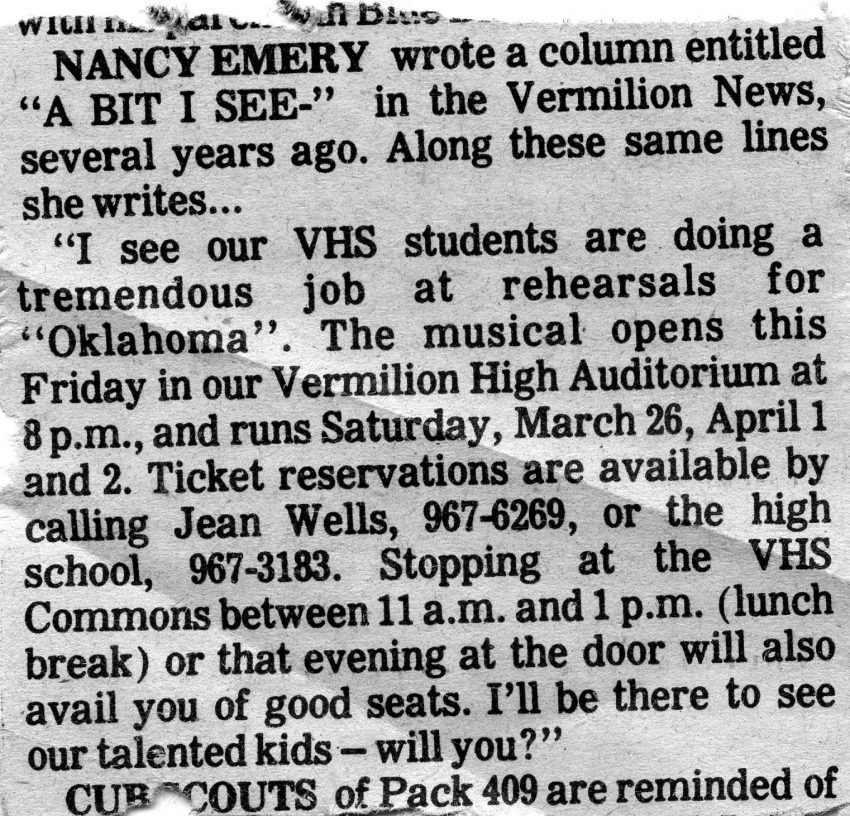 NANCY EMERY wrote a column entitled
“A BIT I SEE-” in the Vermilion News,
several years ago. Along these same lines
she writes...
“I see our VHS students are doing a
tremendous job at rehearsals for
“Oklahoma”. The musical opens this
Friday in our Vermilion High Auditorium at
8 p.m., and runs Saturday, March 26, April 1
and 2. Ticket reservations are available by
calling Jean Wells, 967-6269, or the high
school, 967-3183. Stopping at the VHS
Commons between 11 a.m. and 1 p.m. (lunch
break) or that evening at the door will also
avail you of good seats. I’ll be there to see
our talented kids — will you?”
CUB SCOUTS of Pack 409 are reminded of